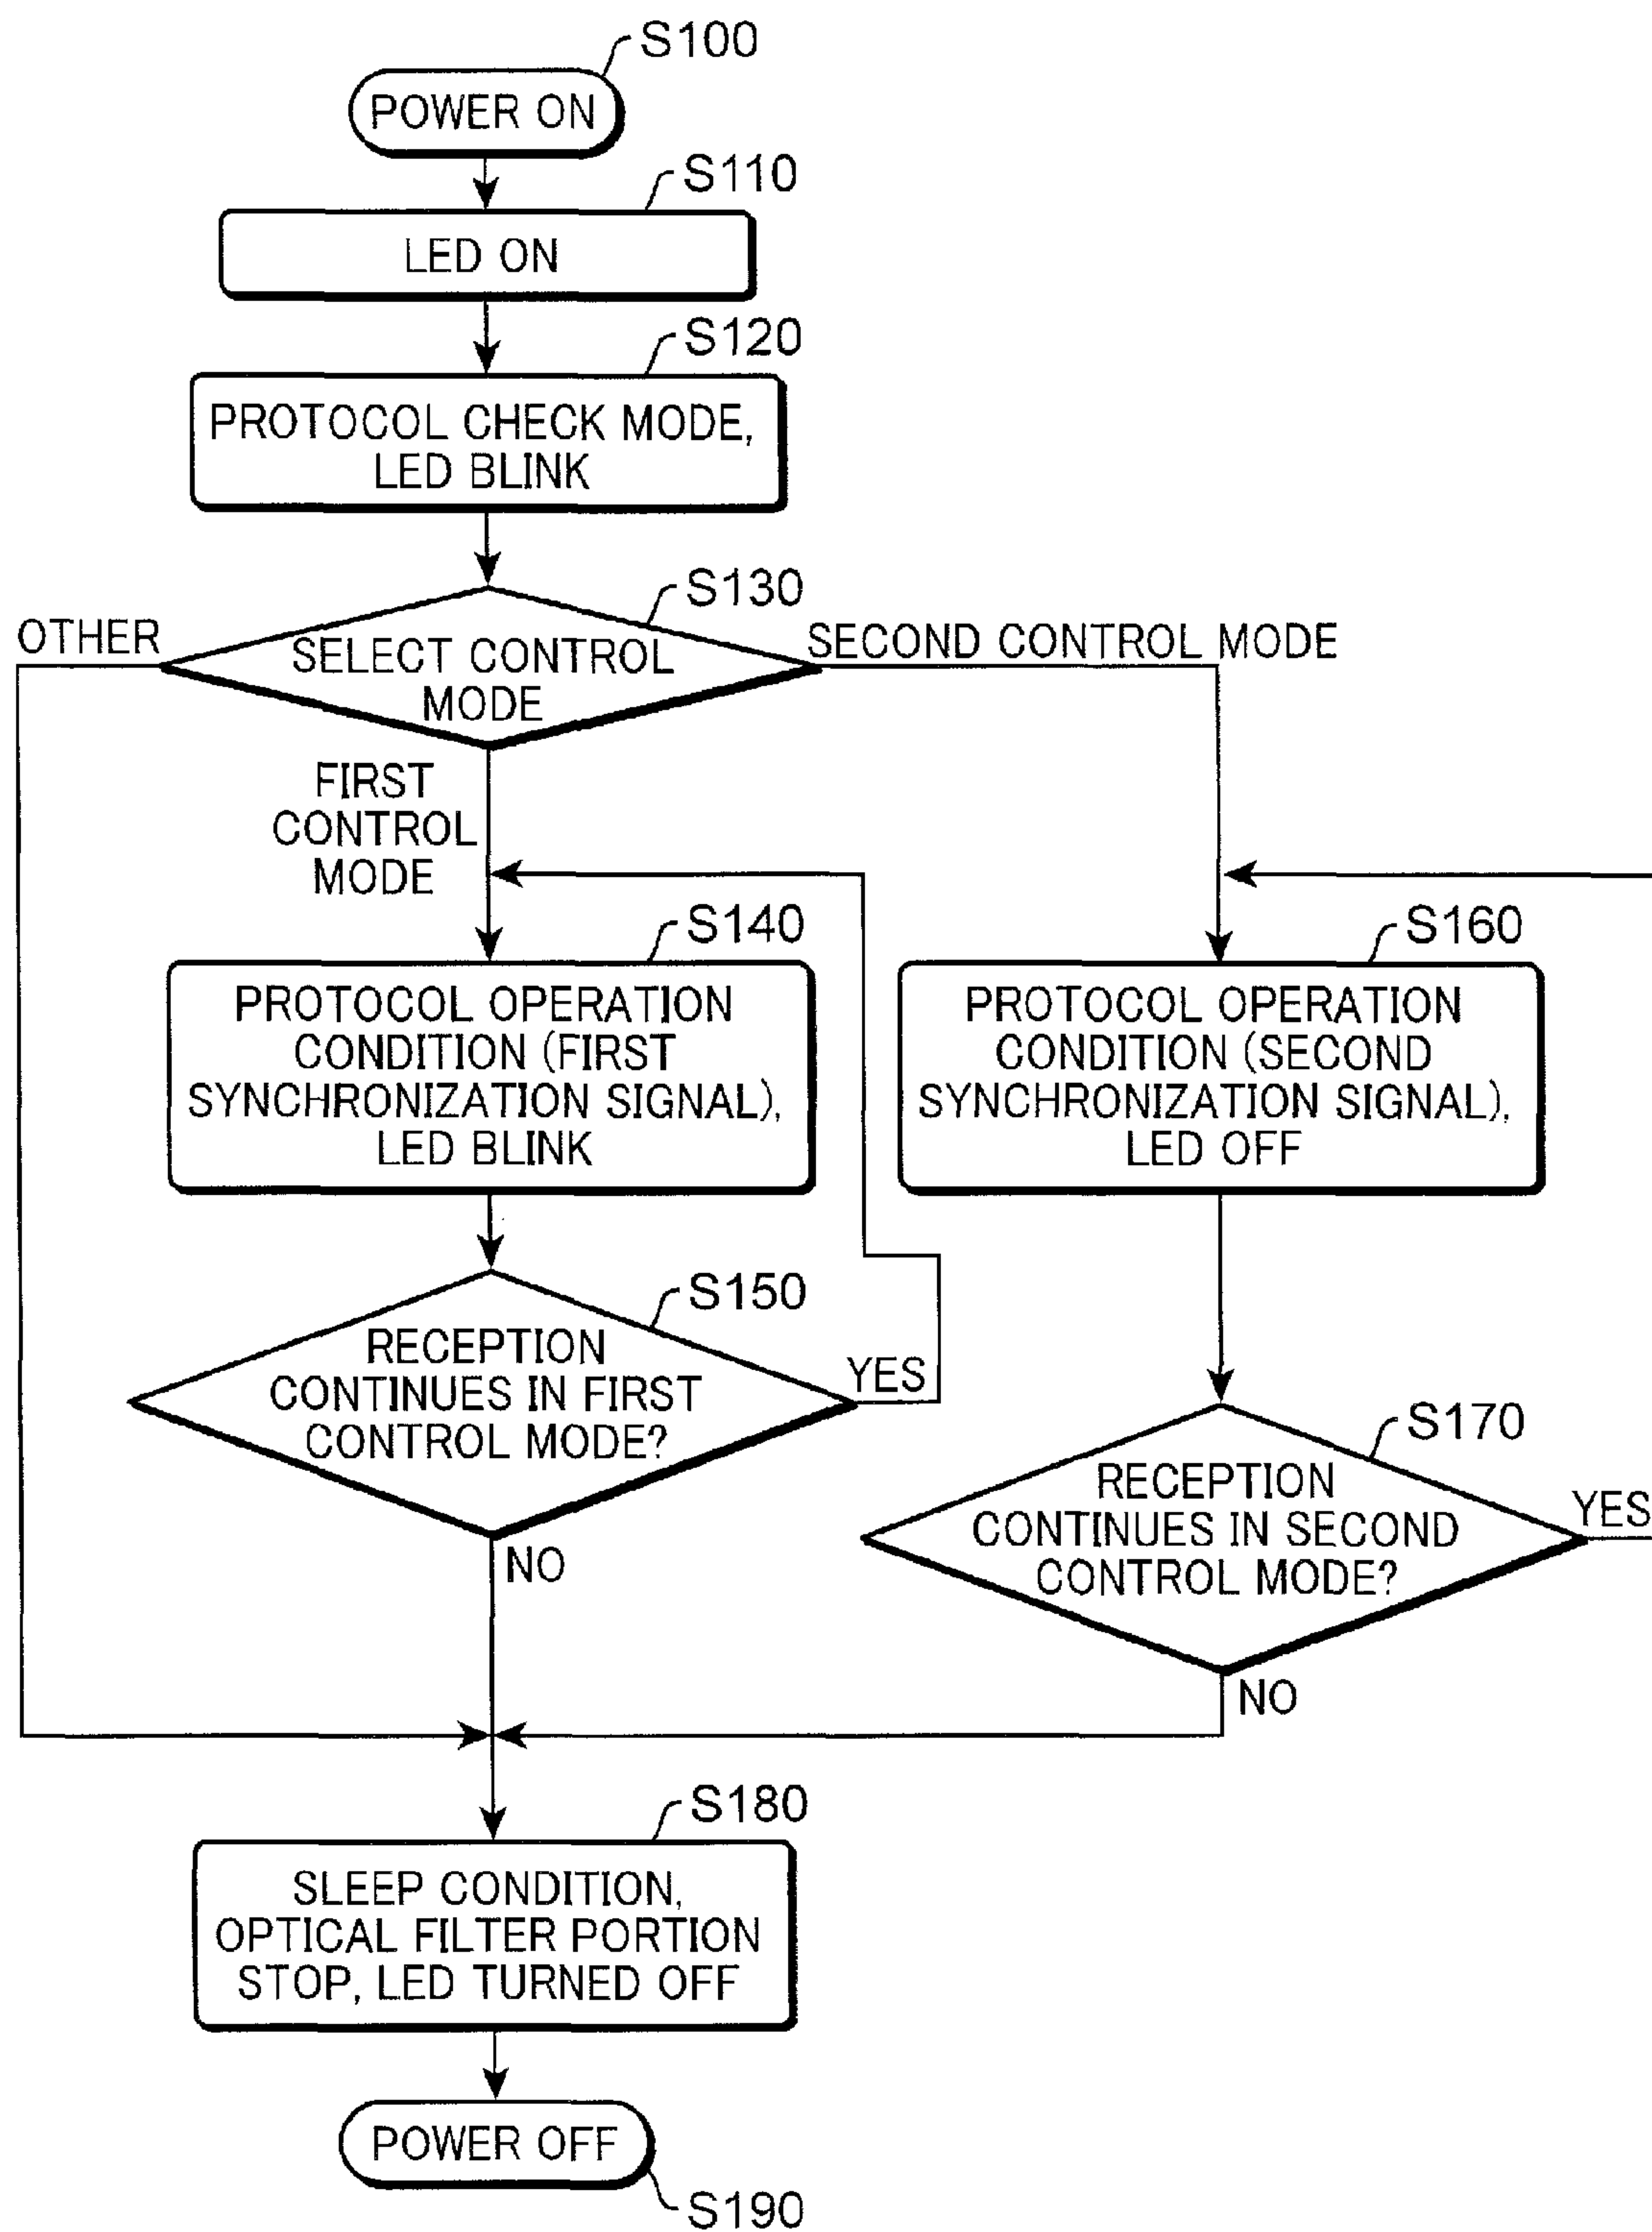 S100
POWER ON
S110
LED ON
S120
PROTOCOL CHECK MODE,
LED BLINK
S130
OTHER
SELECT CONTROL
MODE
SECOND CONTROL MODE
FIRST
CONTROL
MODE
S140
PROTOCOL OPERATION
CONDITION (FIRST
SYNCHRONIZATION SIGNAL),
LED BLINK
S160
PROTOCOL OPERATION
CONDITION (SECOND
SYNCHRONIZATION SIGNAL),
LED OFF
S150
RECEPTION
CONTINUES IN FIRST
CONTROL MODE?
YES
NO
S170
RECEPTION
CONTINUES IN SECOND
CONTROL MODE?
YES
NO
S180
SLEEP CONDITION,
OPTICAL FILTER PORTION
STOP, LED TURNED OFF
POWER OFF
S190